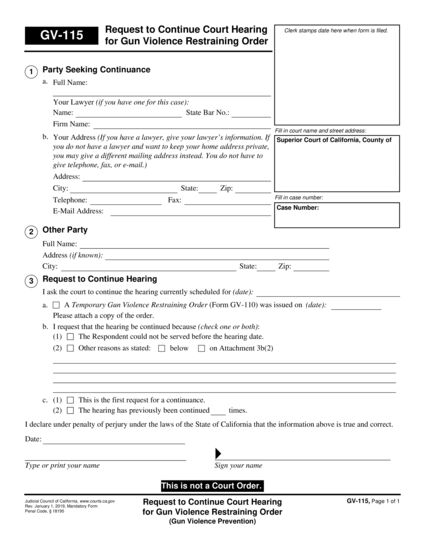 GV-115
Request to Continue Court Hearing
for Gun Violence Restraining Order
Clerk stamps date here when form is filed.
1 Party Seeking Continuance
a. Full Name:
Your Lawyer (if you have one for this case):
Name: State Bar No.:
Firm Name:
b. Your Address (If you have a lawyer, give your lawyer's information. If
you do not have a lawyer and want to keep your home address private,
you may give a different mailing address instead. You do not have to
give telephone, fax, or e-mail.)
Address:
City: State: Zip:
Telephone: Fax:
E-Mail Address:
Fill in court name and street address:
Superior Court of California, County of
Fill in case number:
Case Number:
2 Other Party
Full Name:
Address (if known):
City: State: Zip:
3 Request to Continue Hearing
I ask the court to continue the hearing currently scheduled for (date):
a. A Temporary Gun Violence Restraining Order (Form GV-110) was issued on (date):
Please attach a copy of the order.
b. I request that the hearing be continued because (check one or both):
(1) The Respondent could not be served before the hearing date.
(2) Other reasons as stated: below on Attachment 3b(2)
c. (1) This is the first request for a continuance.
(2) The hearing has previously been continued times.
I declare under penalty of perjury under the laws of the State of California that the information above is true and correct.
Date:
Type or print your name Sign your name
This is not a Court Order.
Judicial Council of California, www.courts.ca.gov
Rev. January 1, 2019, Mandatory Form
Penal Code, § 18195
Request to Continue Court Hearing
for Gun Violence Restraining Order
(Gun Violence Prevention)
GV-115, Page 1 of 1